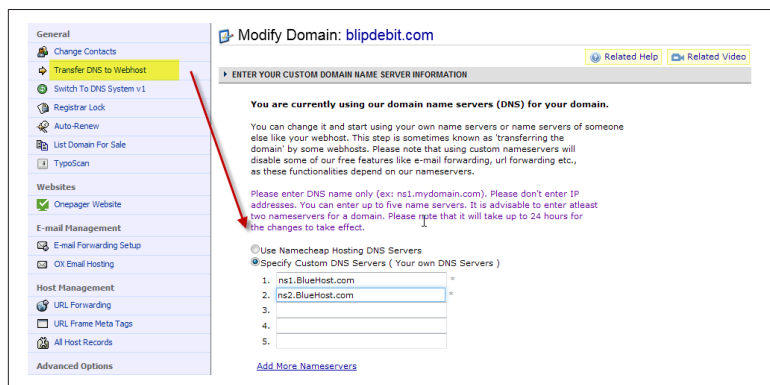 General
Change Contacts
Transfer DNS to Webhost
Switch To DNS System v1
Registrar Lock
Auto-Renew
List Domain For Sale
TypoScan
Websites
Onepager Website
E-mail Management
E-mail Forwarding Setup
OX Email Hosting
Host Management
URL Forwarding
URL Frame Meta Tags
All Host Records
Advanced Options
Modify Domain: blipdebit.com
Related Help
Related Video
ENTER YOUR CUSTOM DOMAIN NAME SERVER INFORMATION
You are currently using our domain name servers (DNS) for your domain.
You can change it and start using your own name servers or name servers of someone
else like your webhost. This step is sometimes known as 'transferring the
domain' by some webhosts. Please note that using custom nameservers will
disable some of our free features like e-mail forwarding, url forwarding etc.,
as these functionalities depend on our nameservers.
Please enter DNS name only (ex: ns1.mydomain.com). Please don't enter IP
addresses. You can enter up to five name servers. It is advisable to enter atleast
two nameservers for a domain. Please note that it will take up to 24 hours for
the changes to take effect.
Use Namecheap Hosting DNS Servers
Specify Custom DNS Servers ( Your own DNS Servers )
1. ns1.BlueHost.com *
2. ns2.BlueHost.com *
3.
4.
5.
Add More Nameservers